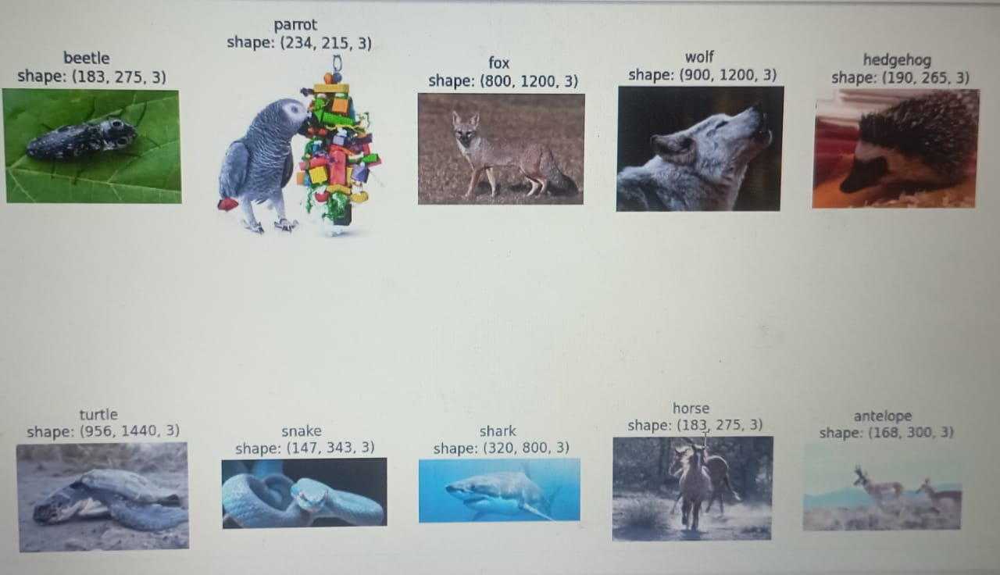 beetle
shape: (183, 275, 3)
parrot
shape: (234, 215, 3)
fox
shape: (800, 1200, 3)
wolf
shape: (900, 1200, 3)
hedgehog
shape: (190, 265, 3)
turtle
shape: (956, 1440, 3)
snake
shape: (147, 343, 3)
shark
shape: (320, 800, 3)
horse
shape: (183, 275, 3)
antelope
shape: (168, 300, 3)